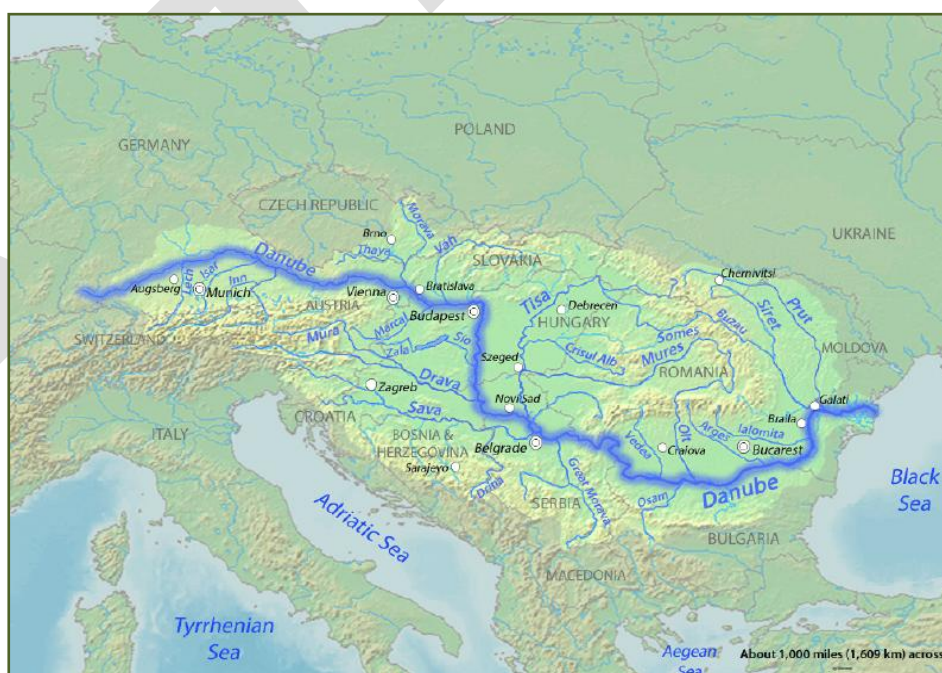 POLAND
GERMANY
CZECH REPUBLIC
Morava
Brno
Thaya
Vah
SLOVAKIA
UKRAINE
Danube
Chernivitsi
Lech
Isar
Inn
Augsberg
Munich
Vienna
Bratislava
AUSTRIA
Budapest
Tisa
Debrecen
HUNGARY
Buzau
Siret
Prut
SWITZERLAND
Mura
Marcal
Zala
Sio
Somes
Szeged
Crisul Alb
Mures
ROMANIA
MOLDOVA
Drava
Zagreb
Sava
Novi Sad
Galati
Braila
CROATIA
ITALY
BOSNIA &
HERZEGOVINA
Belgrade
Vedea
Olt
Arges
Ialomita
Craiova
Bucarest
Sarajevo
Drina
Great Morava
SERBIA
Osam
Danube
Black
Sea
Adriatic Sea
BULGARIA
MACEDONIA
Tyrrhenian
Sea
Aegean
Sea
About 1,000 miles (1,609 km) across